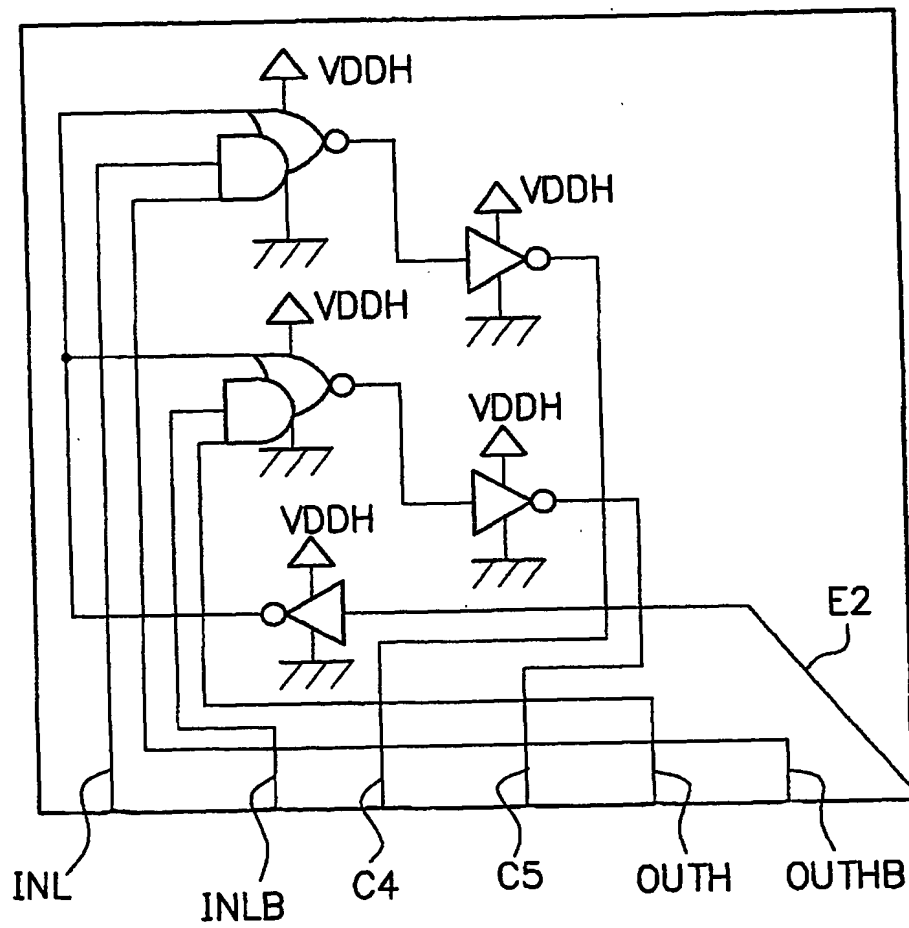 VDDH
VDDH
VDDH
VDDH
VDDH
E2
INL
INLB
C4
C5
OUTH
OUTHB